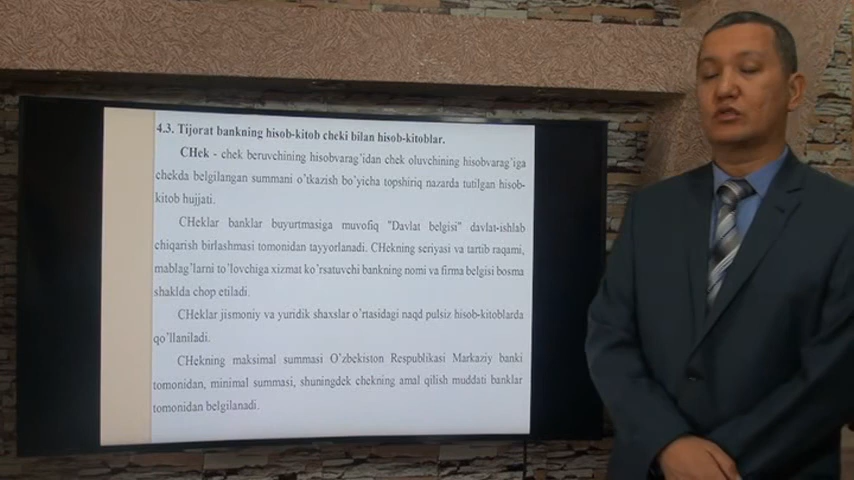 4.3. Tijorat bankning hisob-kitob cheki bilan hisob-kitoblar.
CHek - chek beruvchining hisobvarag'idan chek oluvchining hisobvarag'iga
chekda belgilangan summani o'tkazish bo'yicha topshiriq nazarda tutilgan hisob-
kitob hujjati.
CHeklar banklar buyurtmasiga muvofiq "Davlat belgisi" davlat-ishlab
chiqarish birlashmasi tomonidan tayyorlanadi. CHekning seriyasi va tartib raqami,
mablag'larni to'lovchiga xizmat ko'rsatuvchi bankning nomi va firma belgisi bosma
shaklda chop etiladi.
CHeklar jismoniy va yuridik shaxslar o'rtasidagi naqd pulsiz hisob-kitoblarda
qo'llaniladi.
CHekning maksimal summasi O'zbekiston Respublikasi Markaziy banki
tomonidan, minimal summasi, shuningdek chekning amal qilish muddati banklar
tomonidan belgilanadi.